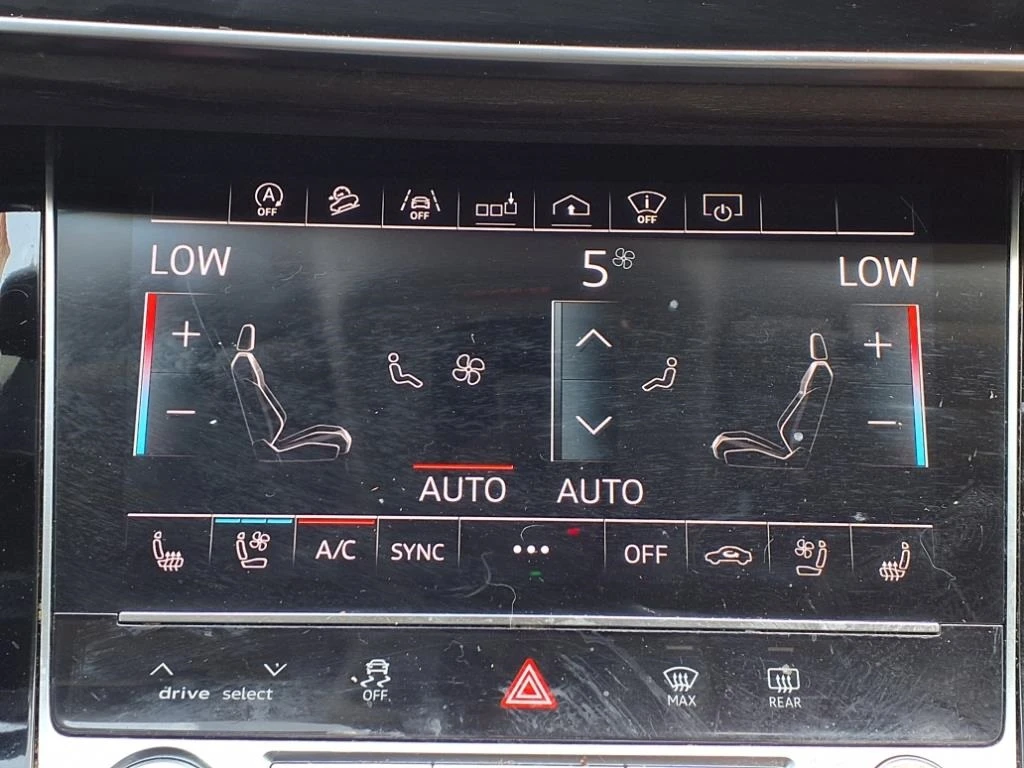 A
OFF
OFF
i
OFF
LOW
5
LOW
AUTO
AUTO
A/C
SYNC
OFF
drive select
OFF
MAX
REAR